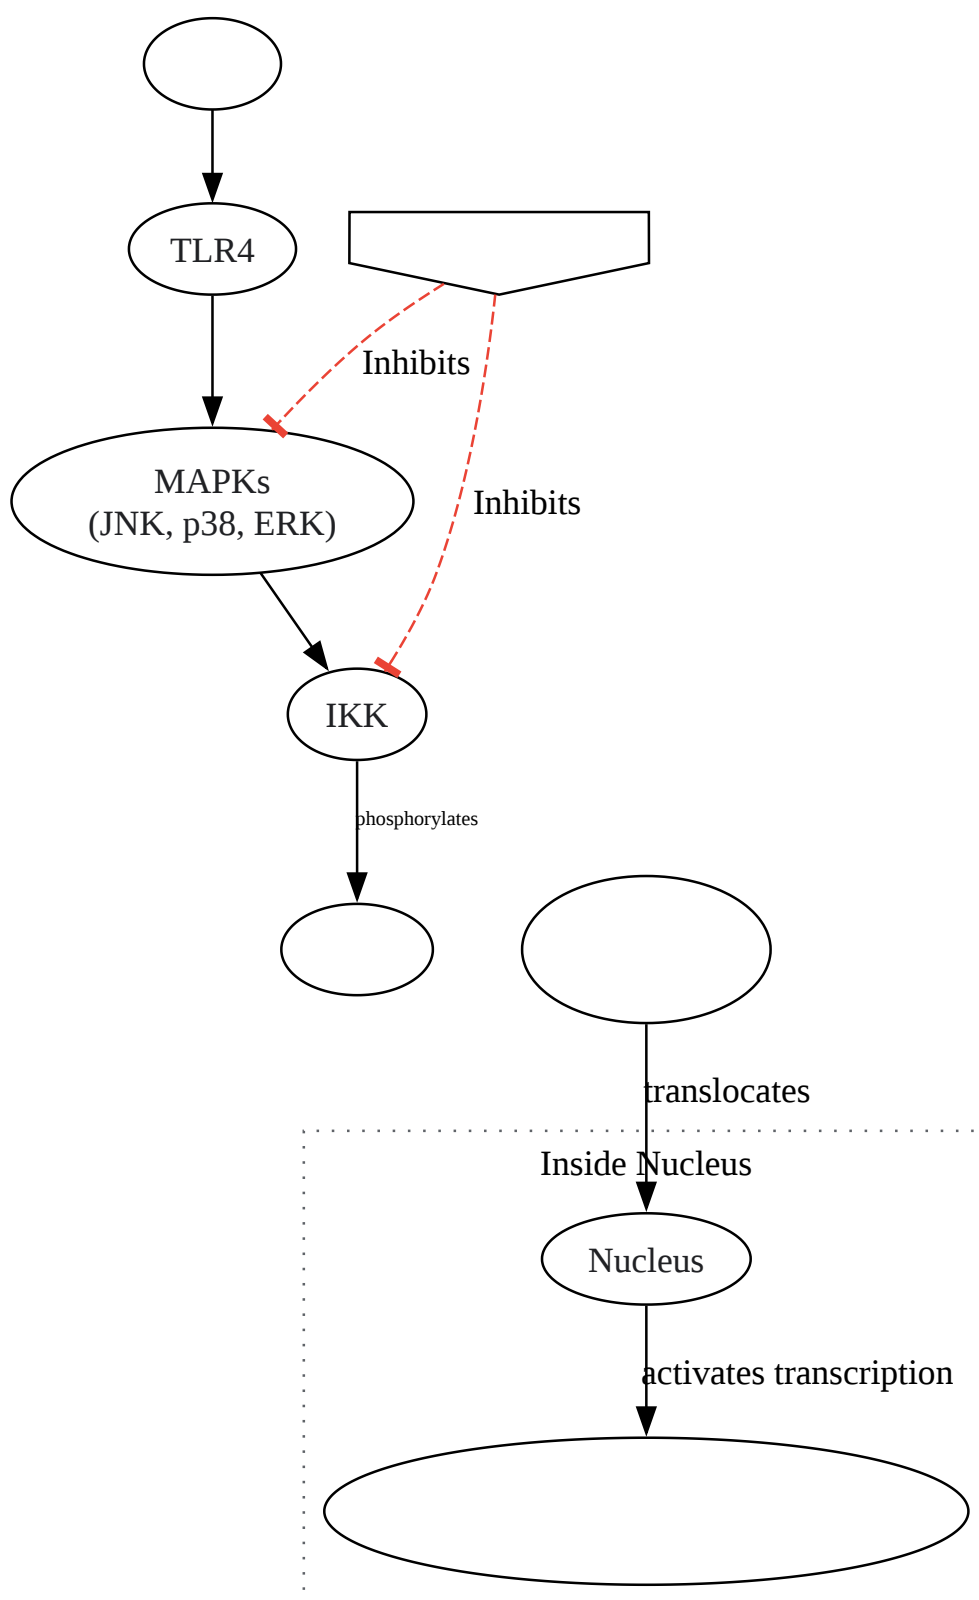 TLR4
Inhibits
MAPKs
(JNK, p38, ERK)
Inhibits
IKK
phosphorylates
translocates
Inside Nucleus
Nucleus
activates transcription